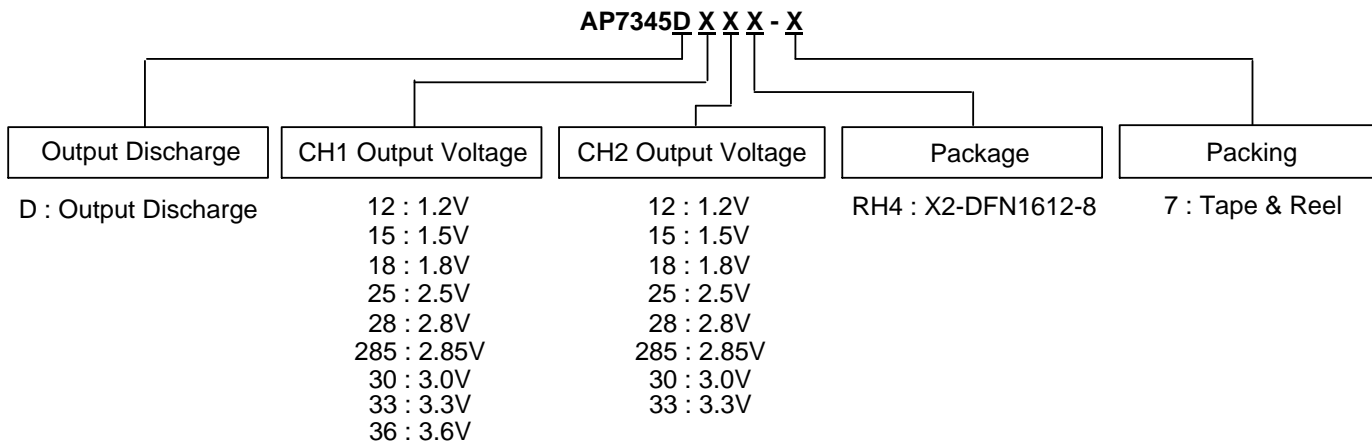 AP7345D X X X - X
Output Discharge
CH1 Output Voltage
CH2 Output Voltage
Package
Packing
D : Output Discharge
12 : 1.2V
15 : 1.5V
18 : 1.8V
25 : 2.5V
28 : 2.8V
285 : 2.85V
30 : 3.0V
33 : 3.3V
36 : 3.6V
12 : 1.2V
15 : 1.5V
18 : 1.8V
25 : 2.5V
28 : 2.8V
285 : 2.85V
30 : 3.0V
33 : 3.3V
RH4 : X2-DFN1612-8
7 : Tape & Reel